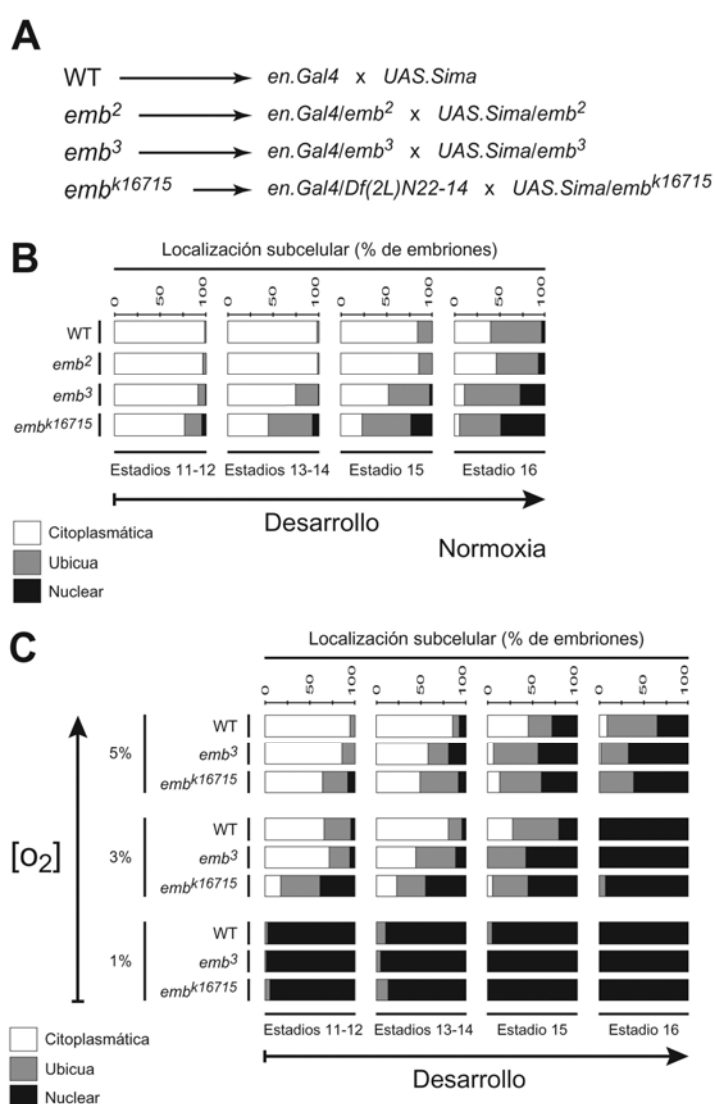 A
WT en.Gal4 x UAS.Sima
emb2 en.Gal4/emb2 x UAS.Sima/emb2
emb3 en.Gal4/emb3 x UAS.Sima/emb3
embk16715 en.Gal4/Df(2L)N22-14 x UAS.Sima/embk16715
B
Localización subcelular (% de embriones)
0 50 100 0 50 100 0 50 100 0 50 100
WT
emb2
emb3
embk16715
Estadios 11-12 Estadios 13-14 Estadio 15 Estadio 16
Desarrollo
Normoxia
Citoplasmática
Ubicua
Nuclear
C
Localización subcelular (% de embriones)
0 50 100 0 50 100 0 50 100 0 50 100
[O2]
5%
WT
emb3
embk16715
3%
WT
emb3
embk16715
1%
WT
emb3
embk16715
Estadios 11-12 Estadios 13-14 Estadio 15 Estadio 16
Desarrollo
Citoplasmática
Ubicua
Nuclear